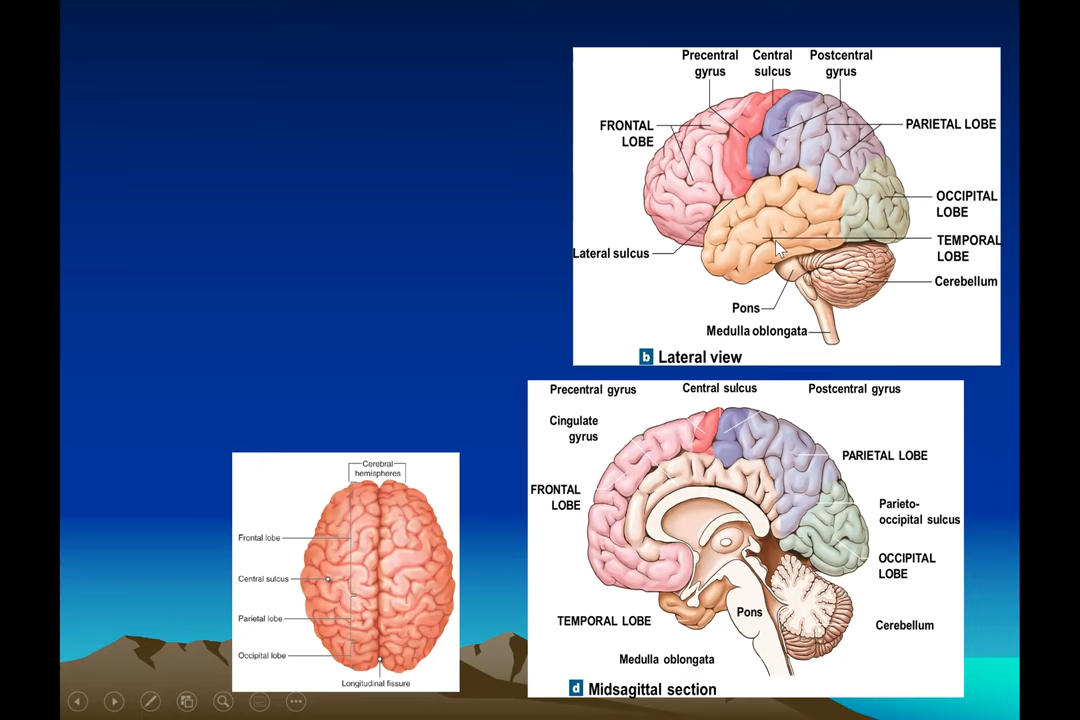 Precentral gyrus
Central sulcus
Postcentral gyrus
FRONTAL LOBE
PARIETAL LOBE
OCCIPITAL LOBE
Lateral sulcus
TEMPORAL LOBE
Cerebellum
Pons
Medulla oblongata
b Lateral view
Precentral gyrus
Central sulcus
Postcentral gyrus
Cingulate gyrus
PARIETAL LOBE
FRONTAL LOBE
Parieto-occipital sulcus
OCCIPITAL LOBE
Pons
TEMPORAL LOBE
Cerebellum
Medulla oblongata
d Midsagittal section
Cerebral hemispheres
Frontal lobe
Central sulcus
Parietal lobe
Occipital lobe
Longitudinal fissure